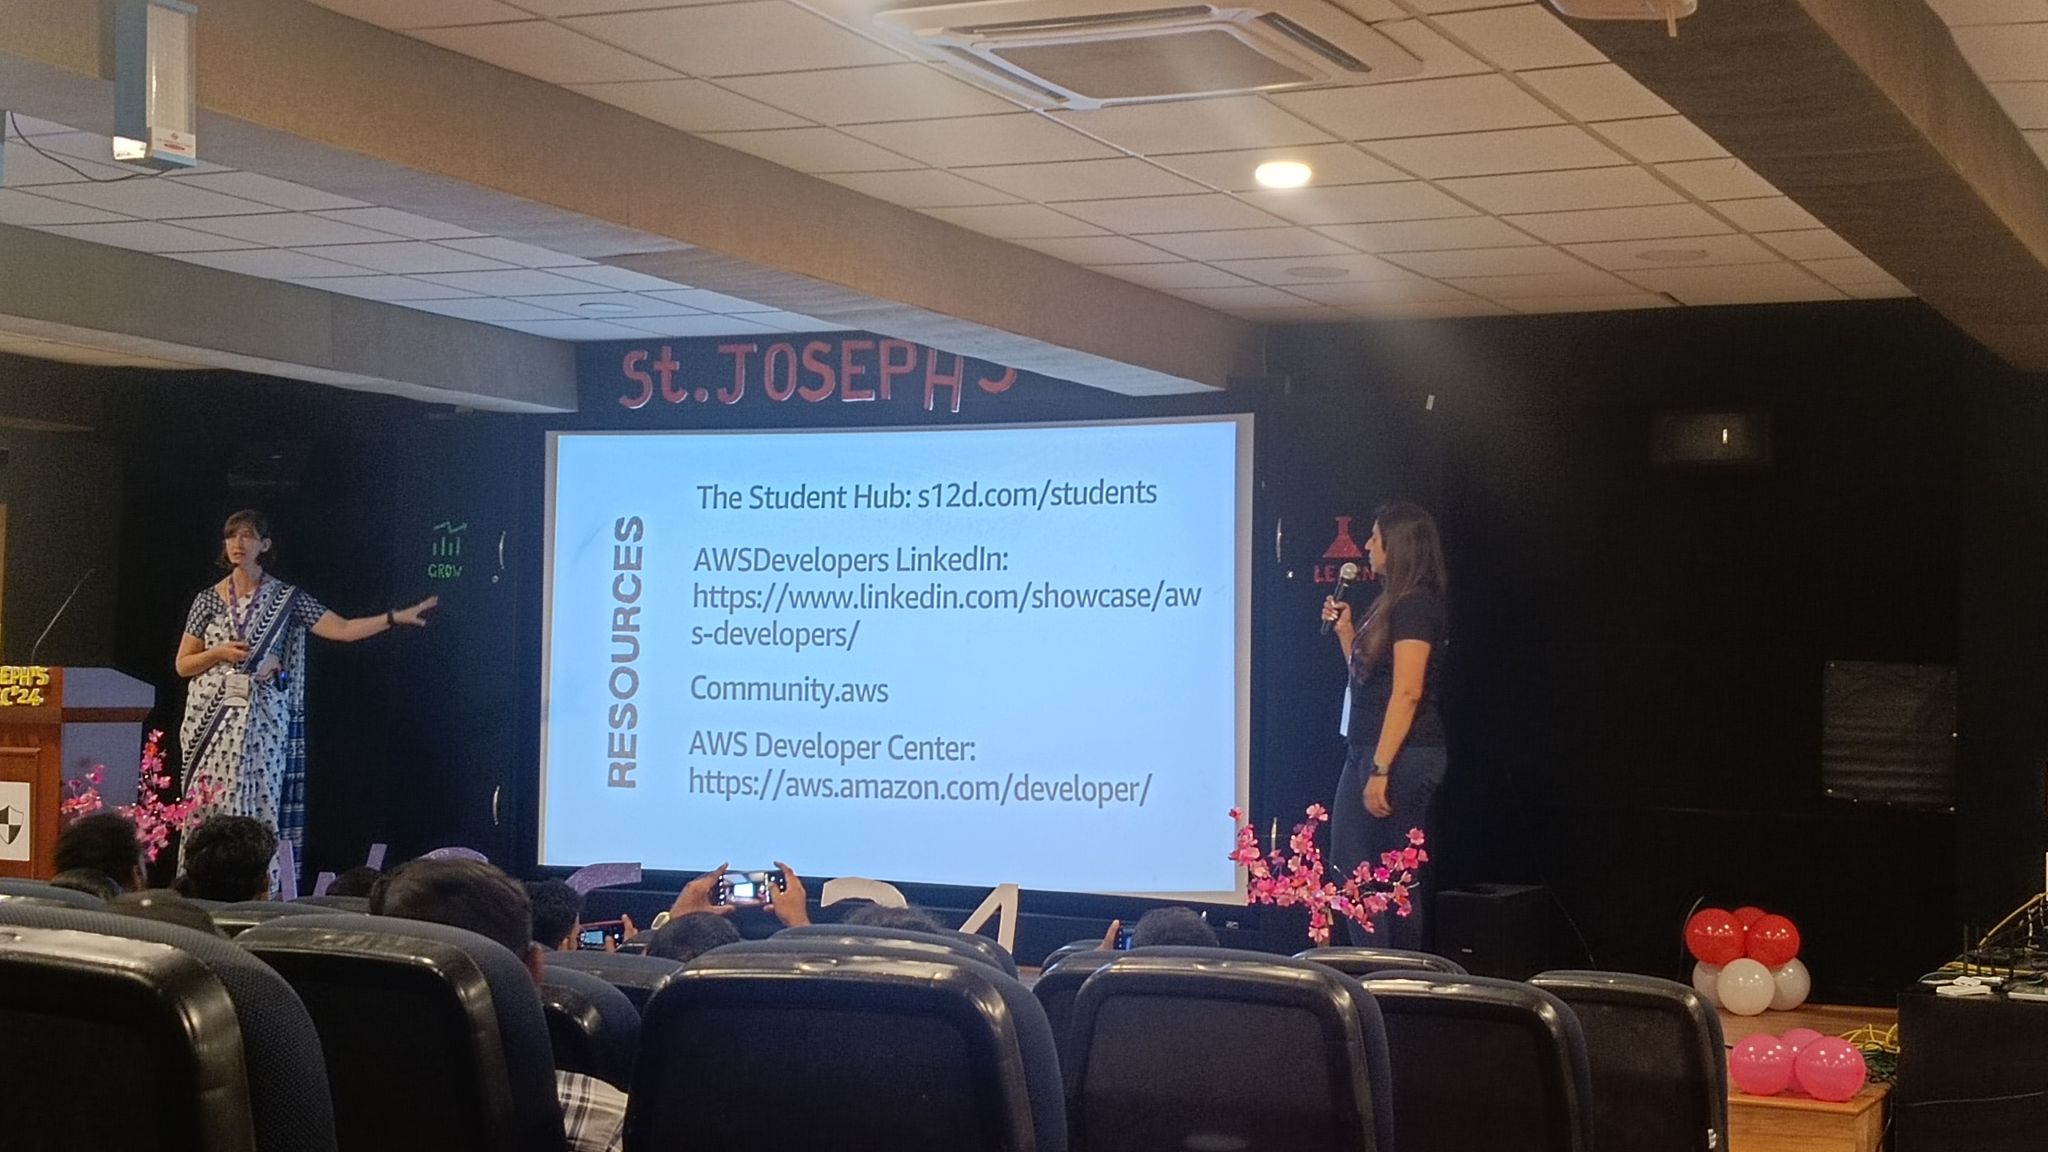 St. JOSEPH'S
The Student Hub: s12d.com/students
RESOURCES
AWSDevelopers LinkedIn:
https://www.linkedin.com/showcase/aw
s-developers/
Community.aws
AWS Developer Center:
https://aws.amazon.com/developer/
GROW
LEARN
EPH'S
C'24